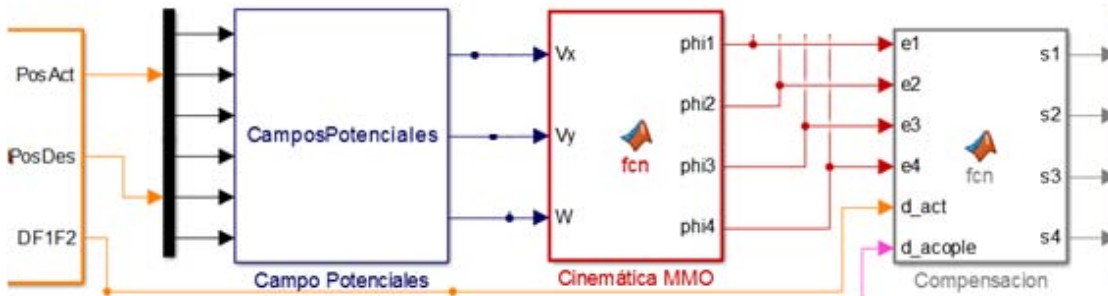 PosAct
PosDes
DF1F2
CamposPotenciales
Campo Potenciales
Vx
Vy
W
fcn
phi1
phi2
phi3
phi4
Cinemática MMO
e1
e2
e3
e4
d_act
d_acople
fcn
s1
s2
s3
s4
Compensacion